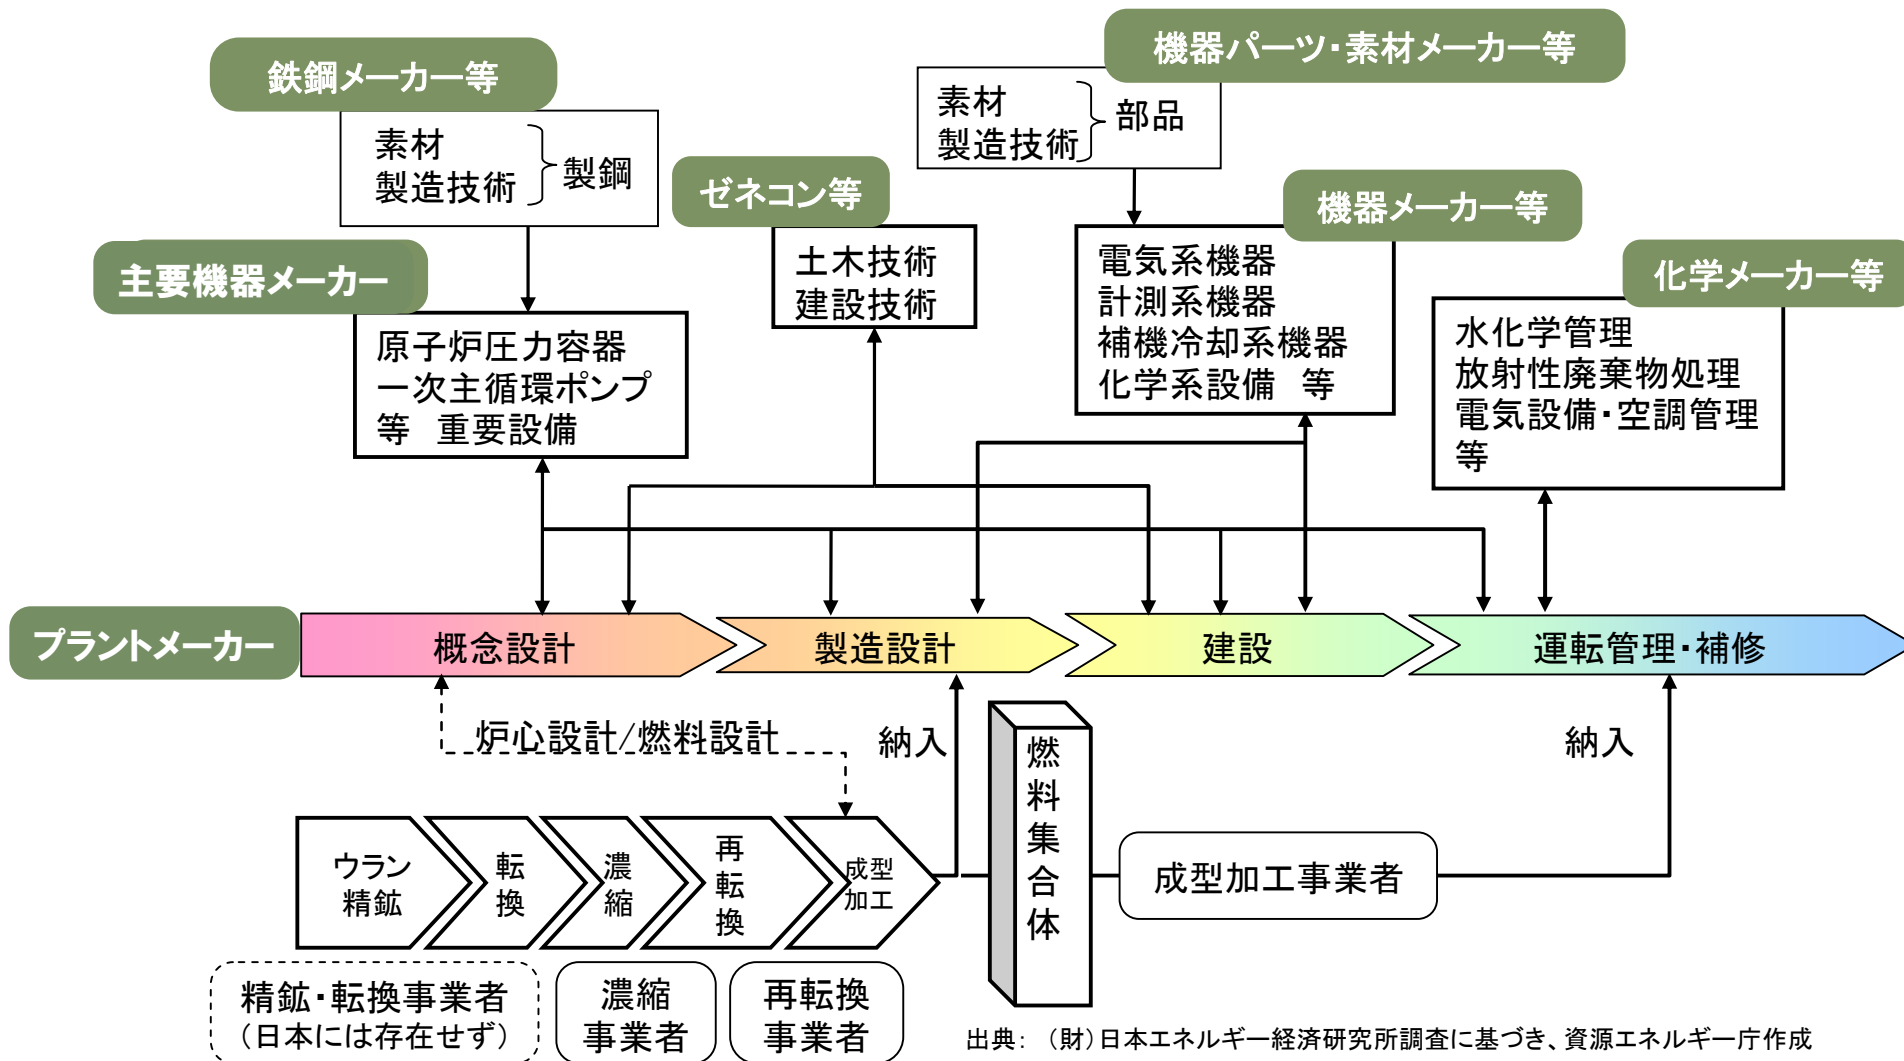 鉄鋼メーカー等
素材
製造技術
製鋼
機器パーツ・素材メーカー等
素材
製造技術
部品
ゼネコン等
土木技術
建設技術
機器メーカー等
電気系機器
計測系機器
補機冷却系機器
化学系設備　等
主要機器メーカー
原子炉圧力容器
一次主循環ポンプ
等　重要設備
化学メーカー等
水化学管理
放射性廃棄物処理
電気設備・空調管理
等
プラントメーカー
概念設計
製造設計
建設
運転管理・補修
炉心設計/燃料設計
納入
納入
ウラン
精鉱
転換
濃縮
再転換
成型
加工
燃料集合体
成型加工事業者
精鉱・転換事業者
（日本には存在せず）
濃縮
事業者
再転換
事業者
出典：（財）日本エネルギー経済研究所調査に基づき、資源エネルギー庁作成